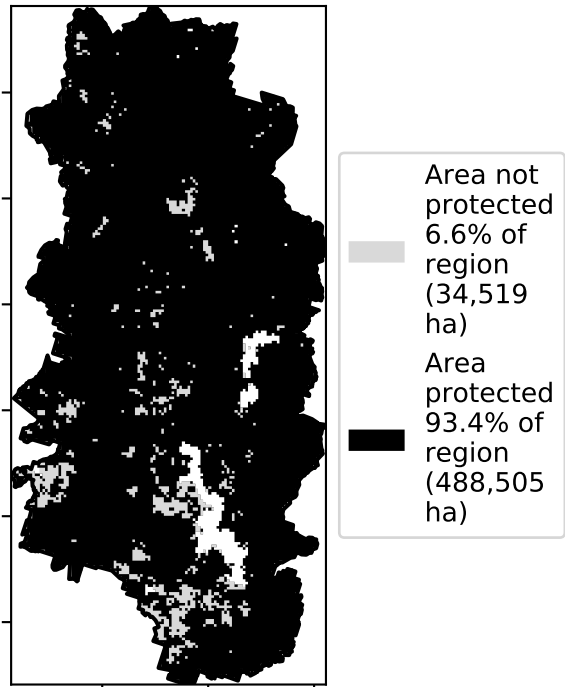 Area not
protected
6.6% of
region
(34,519
ha)
Area
protected
93.4% of
region
(488,505
ha)